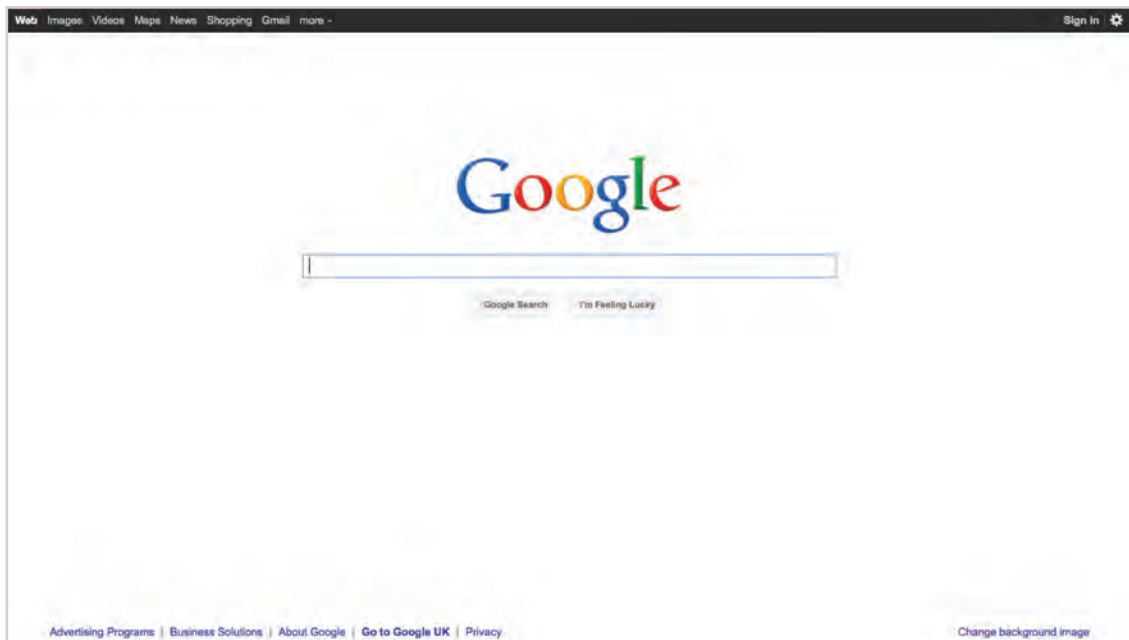 Web Images Videos Maps News Shopping Gmail more Sign in
Google
Google Search I'm Feeling Lucky
Advertising Programs | Business Solutions | About Google | Go to Google UK | Privacy Change background image